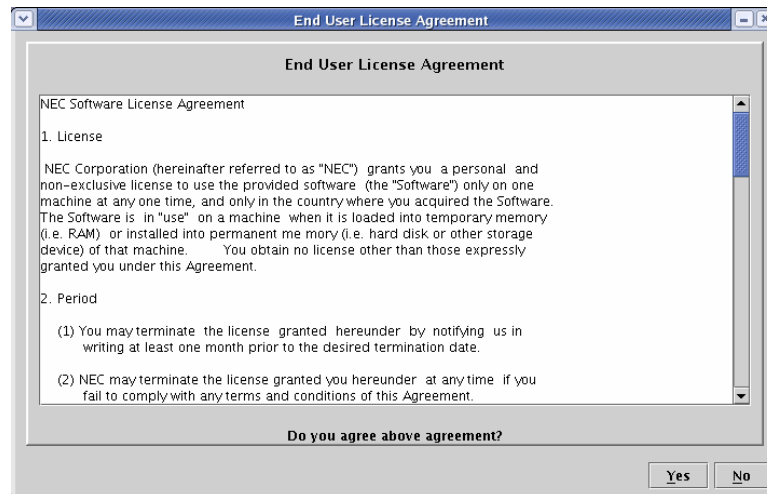 End User License Agreement
End User License Agreement
NEC Software License Agreement
1. License
NEC Corporation (hereinafter referred to as "NEC") grants you a personal and
non-exclusive license to use the provided software (the "Software") only on one
machine at any one time, and only in the country where you acquired the Software.
The Software is in "use" on a machine when it is loaded into temporary memory
(i.e. RAM) or installed into permanent me mory (i.e. hard disk or other storage
device) of that machine. You obtain no license other than those expressly
granted you under this Agreement.
2. Period
(1) You may terminate the license granted hereunder by notifying us in
writing at least one month prior to the desired termination date.
(2) NEC may terminate the license granted you hereunder at any time if you
fail to comply with any terms and conditions of this Agreement.
Do you agree above agreement?
Yes No